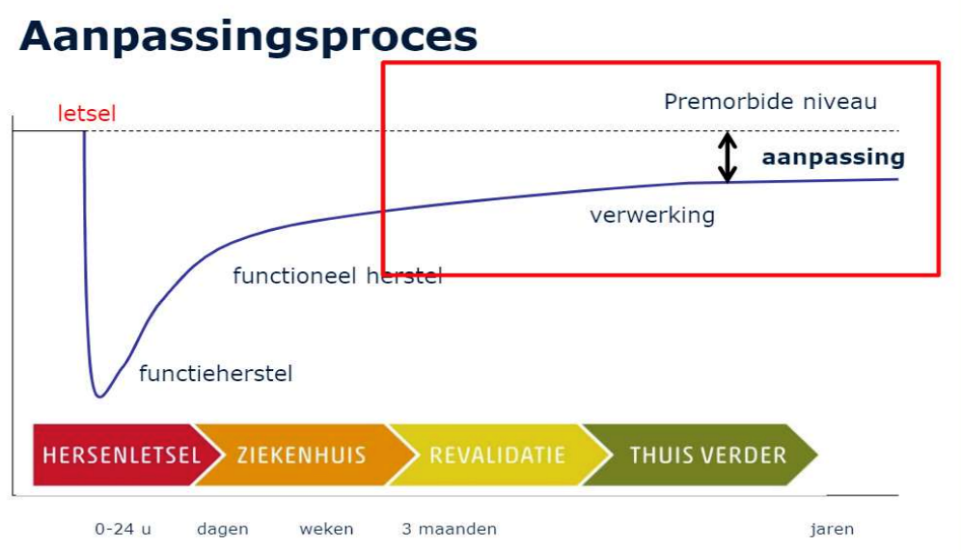 Aanpassingsproces
letsel
Premorbide niveau
aanpassing
verwerking
functioneel herstel
functieherstel
HERSENLETSEL ZIEKENHUIS REVALIDATIE THUIS VERDER
0-24 u dagen weken 3 maanden jaren